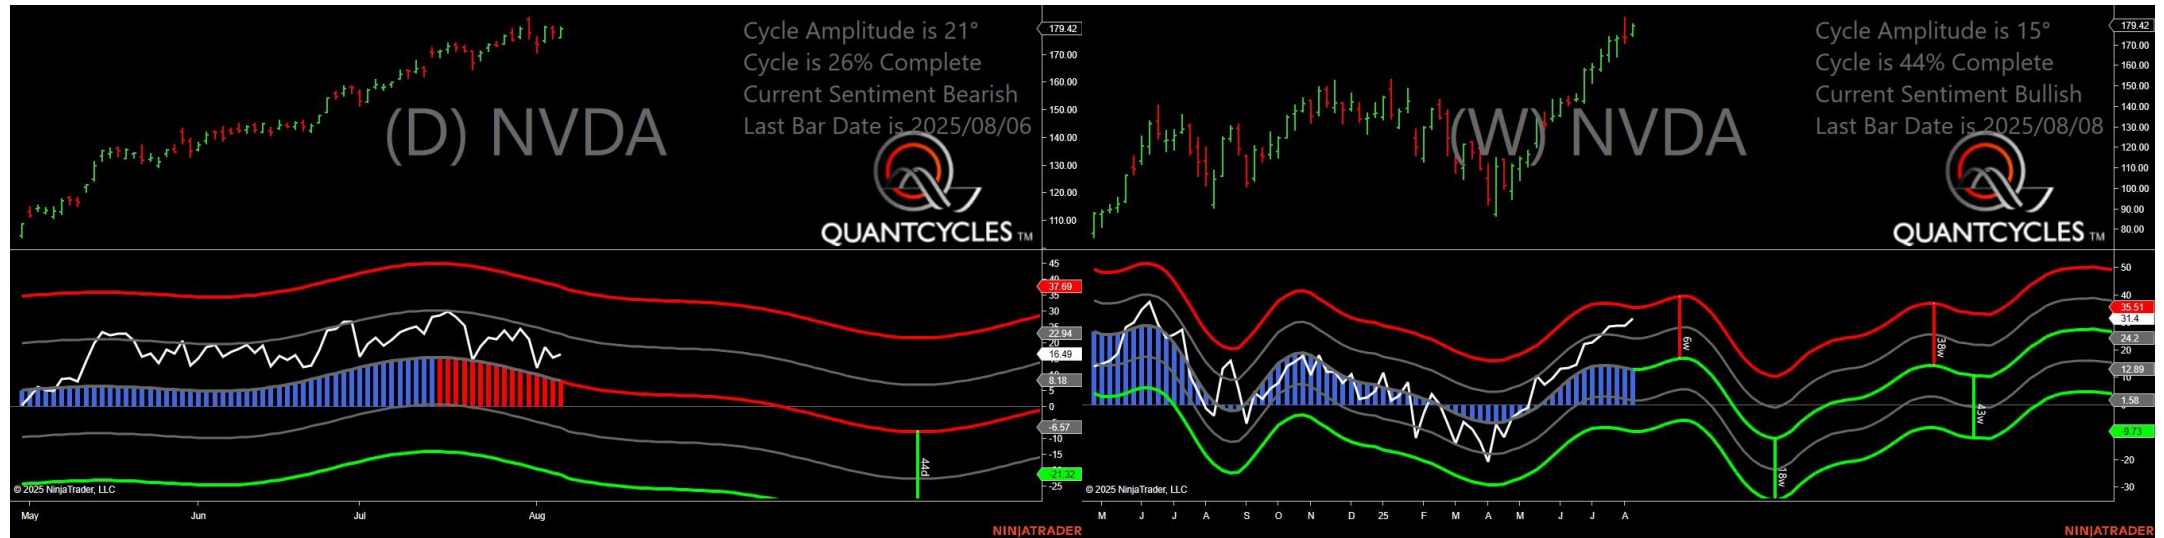 Cycle Amplitude is 21°
Cycle is 26% Complete
Current Sentiment Bearish
Last Bar Date is 2025/08/06
(D) NVDA
QUANTCYCLES TM
179.42
170.00
160.00
150.00
140.00
130.00
120.00
110.00
45
40
37.69
35
30
22.94
20
16.49
10
8.18
5
0
-6.57
-10
-15
-21.32
-25
44d
© 2025 NinjaTrader, LLC
May Jun Jul Aug
NINJATRADER
Cycle Amplitude is 15°
Cycle is 44% Complete
Current Sentiment Bullish
Last Bar Date is 2025/08/08
(W) NVDA
QUANTCYCLES TM
179.42
170.00
160.00
150.00
140.00
130.00
120.00
110.00
100.00
90.00
80.00
50
40
35.51
31.4
24.2
20
12.89
10
1.58
-9.73
-20
-30
6w
18w
38w
43w
© 2025 NinjaTrader, LLC
M J J A S O N D 25 F M A M J J A
NINJATRADER